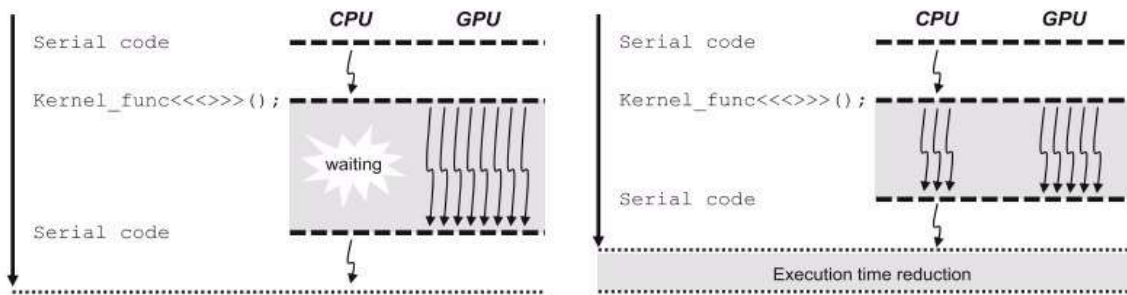 CPU GPU
Serial code
Kernel_func<<<>>>();
waiting
Serial code
CPU GPU
Serial code
Kernel_func<<<>>>();
Serial code
Execution time reduction